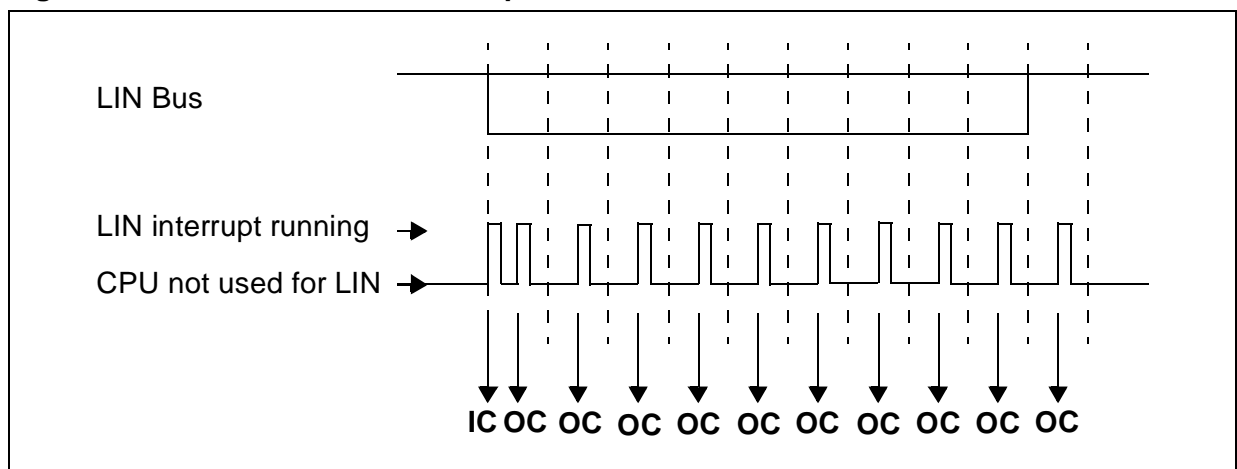 LIN Bus
LIN interrupt running
CPU not used for LIN
IC OC OC OC OC OC OC OC OC OC OC